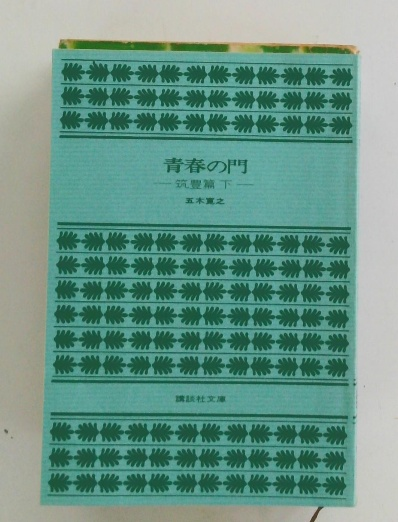 青春の門
— 筑豊篇 下 —
五木寛之
講談社文庫